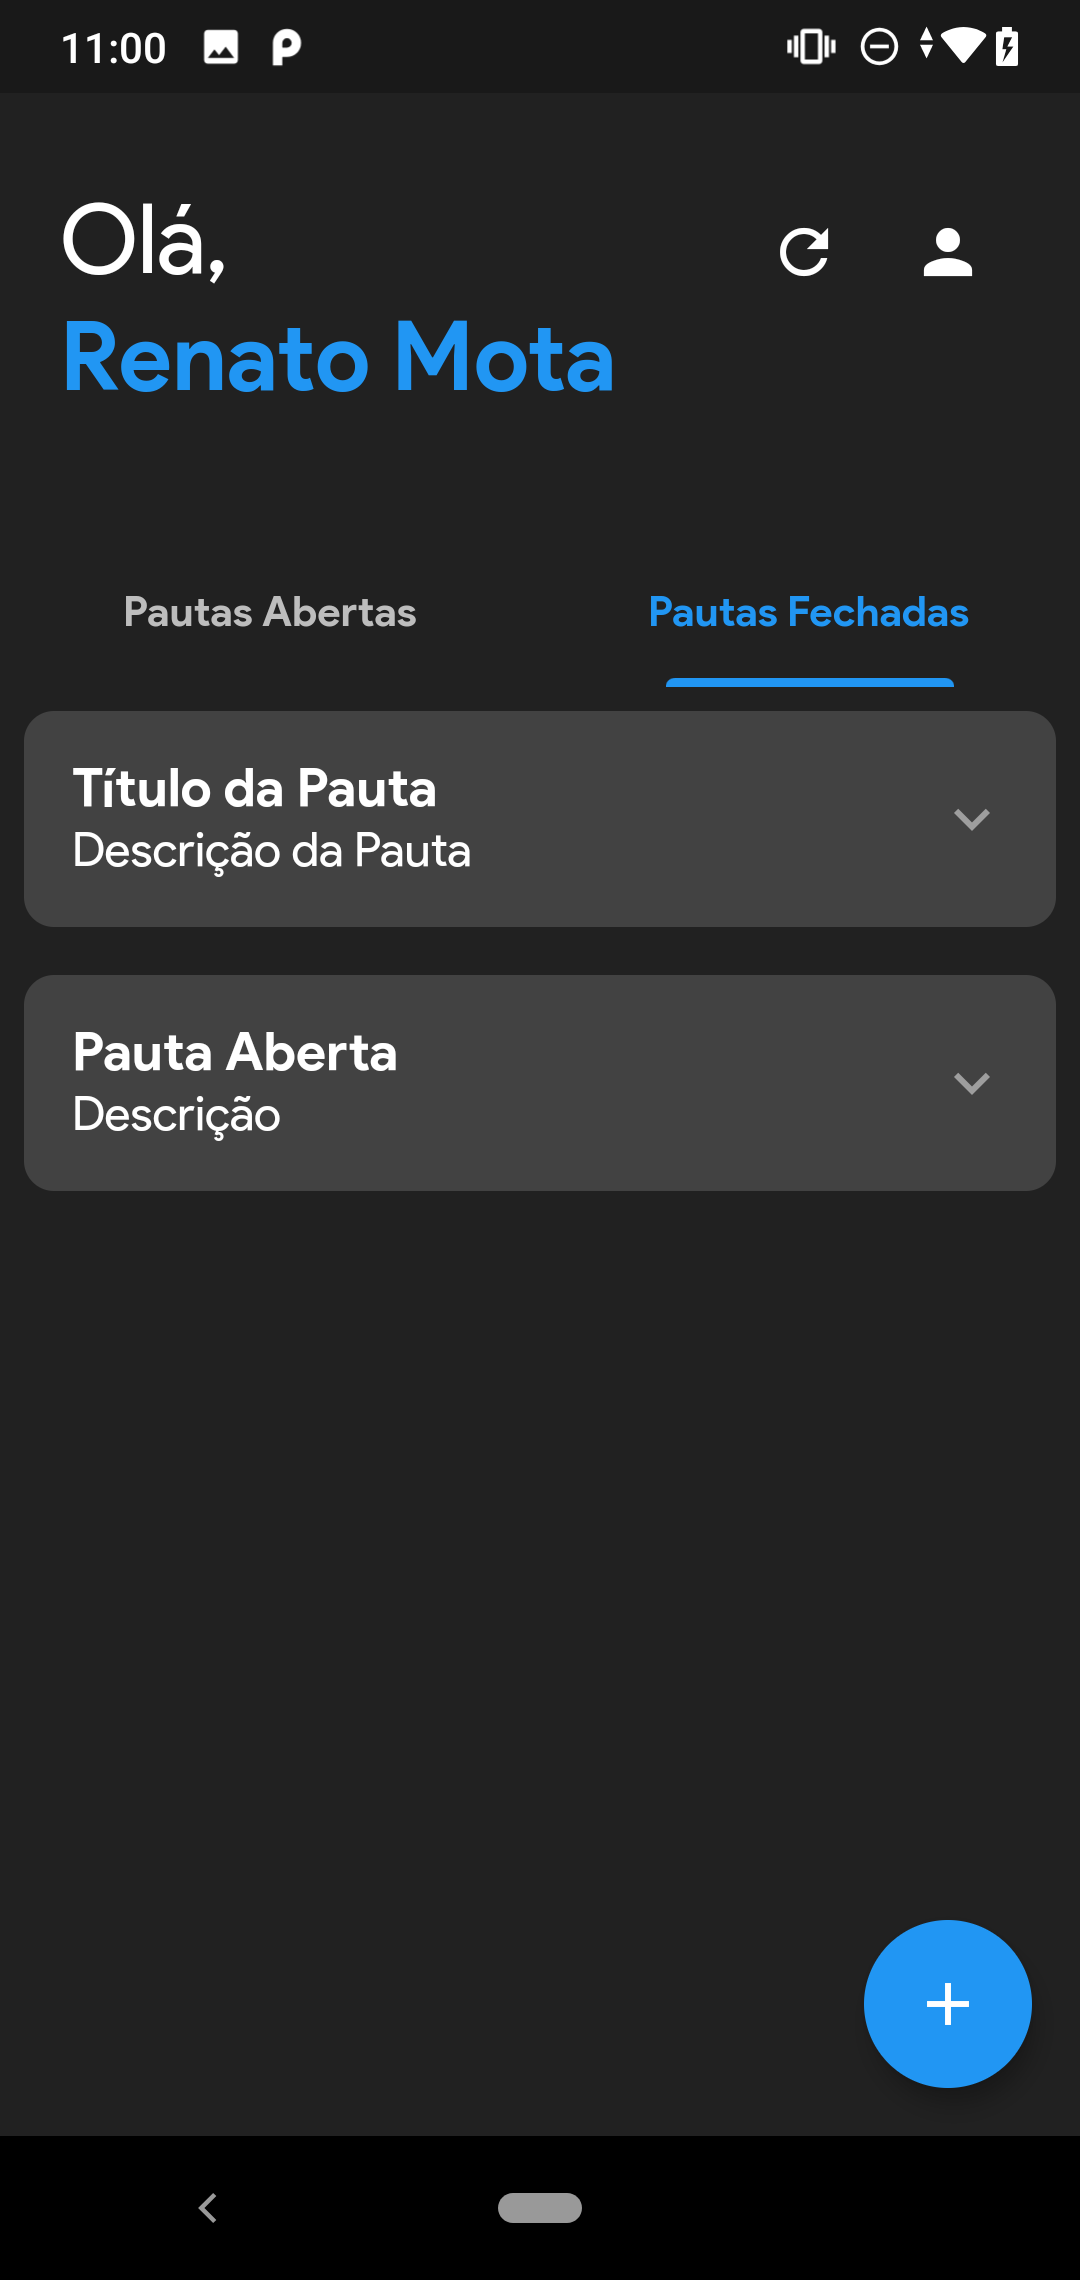 11:00
Olá,
Renato Mota
Pautas Abertas
Pautas Fechadas
Título da Pauta
Descrição da Pauta
Pauta Aberta
Descrição